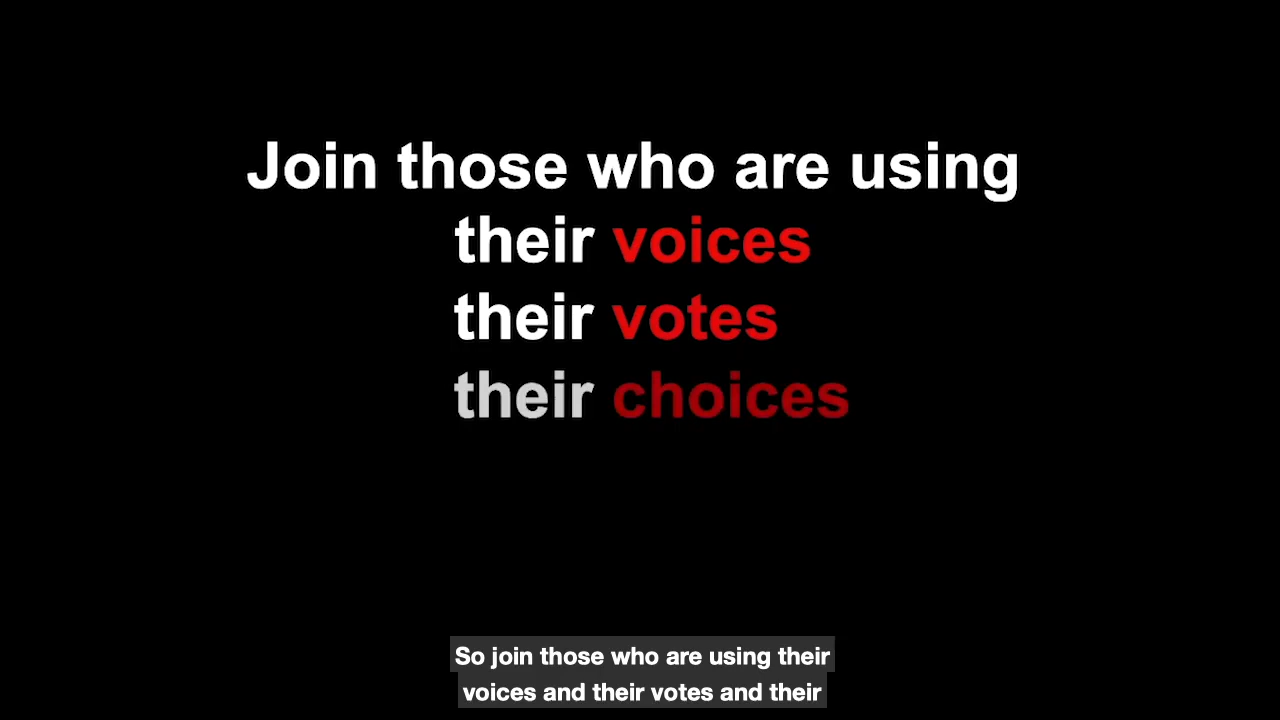 Join those who are using
their voices
their votes
their choices
So join those who are using their
voices and their votes and their